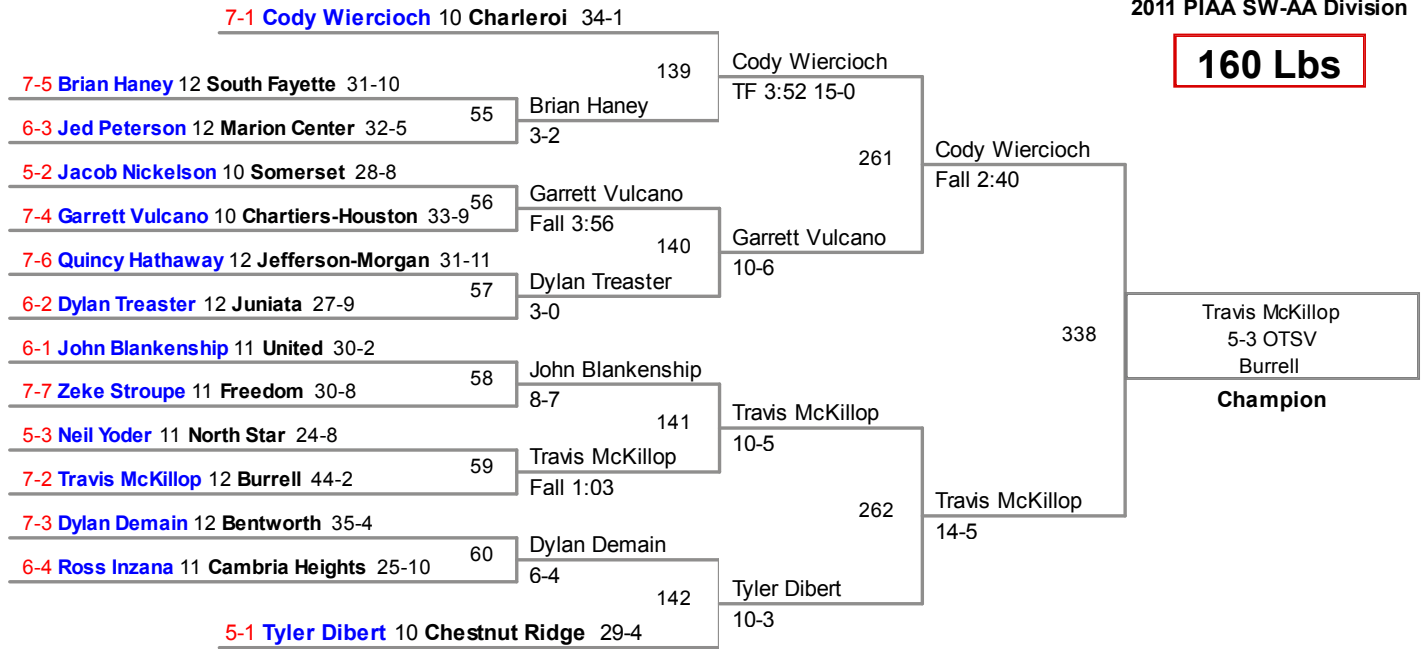 2011 PIAA SW-AA Division
160 Lbs
7-1 Cody Wiercioch 10 Charleroi 34-1
139
Cody Wiercioch
TF 3:52 15-0
7-5 Brian Haney 12 South Fayette 31-10
55
Brian Haney
3-2
6-3 Jed Peterson 12 Marion Center 32-5
261
Cody Wiercioch
Fall 2:40
5-2 Jacob Nickelson 10 Somerset 28-8
56
Garrett Vulcano
Fall 3:56
7-4 Garrett Vulcano 10 Chartiers-Houston 33-9
140
Garrett Vulcano
10-6
7-6 Quincy Hathaway 12 Jefferson-Morgan 31-11
57
Dylan Treaster
3-0
6-2 Dylan Treaster 12 Juniata 27-9
338
Travis McKillop
5-3 OTSV
Burrell
Champion
6-1 John Blankenship 11 United 30-2
58
John Blankenship
8-7
7-7 Zeke Stroupe 11 Freedom 30-8
141
Travis McKillop
10-5
5-3 Neil Yoder 11 North Star 24-8
59
Travis McKillop
Fall 1:03
7-2 Travis McKillop 12 Burrell 44-2
262
Travis McKillop
14-5
7-3 Dylan Demain 12 Bentworth 35-4
60
Dylan Demain
6-4
6-4 Ross Inzana 11 Cambria Heights 25-10
142
Tyler Dibert
10-3
5-1 Tyler Dibert 10 Chestnut Ridge 29-4